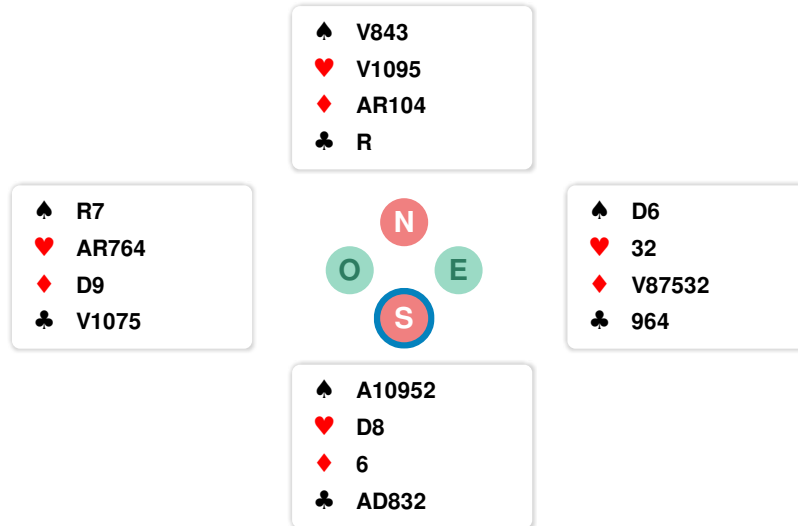 ♠ V843
♥ V1095
♦ AR104
♣ R
♠ R7
♥ AR764
♦ D9
♣ V1075
N
O E
S
♠ D6
♥ 32
♦ V87532
♣ 964
♠ A10952
♥ D8
♦ 6
♣ AD832